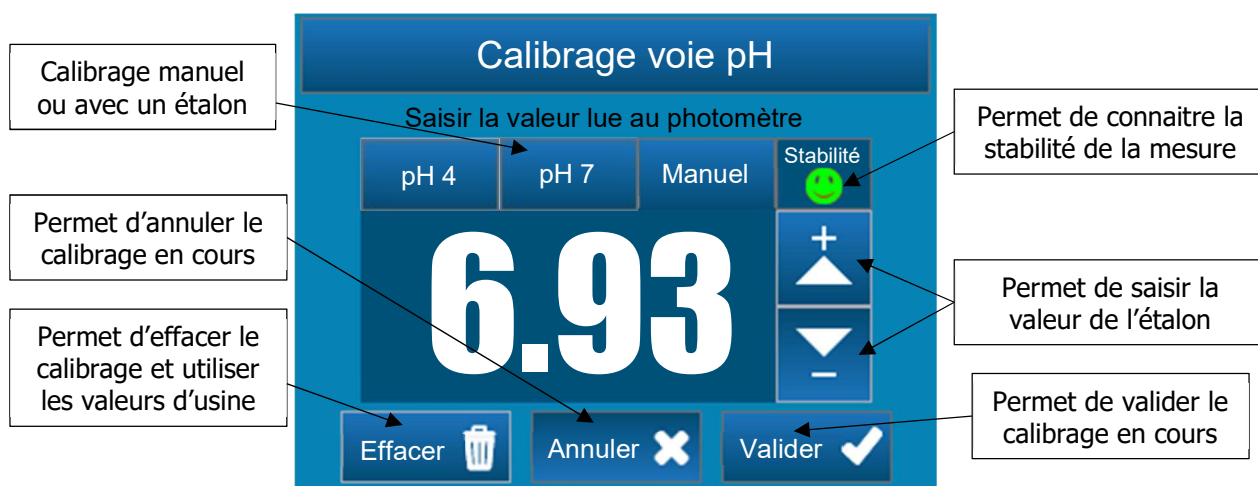 Calibrage voie pH
Calibrage manuel
ou avec un étalon
Saisir la valeur lue au photomètre
Permet de connaitre la
stabilité de la mesure
pH 4
pH 7
Manuel
Stabilité
Permet d’annuler le
calibrage en cours
6.93
+
−
Permet de saisir la
valeur de l’étalon
Permet d’effacer le
calibrage et utiliser
les valeurs d’usine
Permet de valider le
calibrage en cours
Effacer
Annuler
Valider